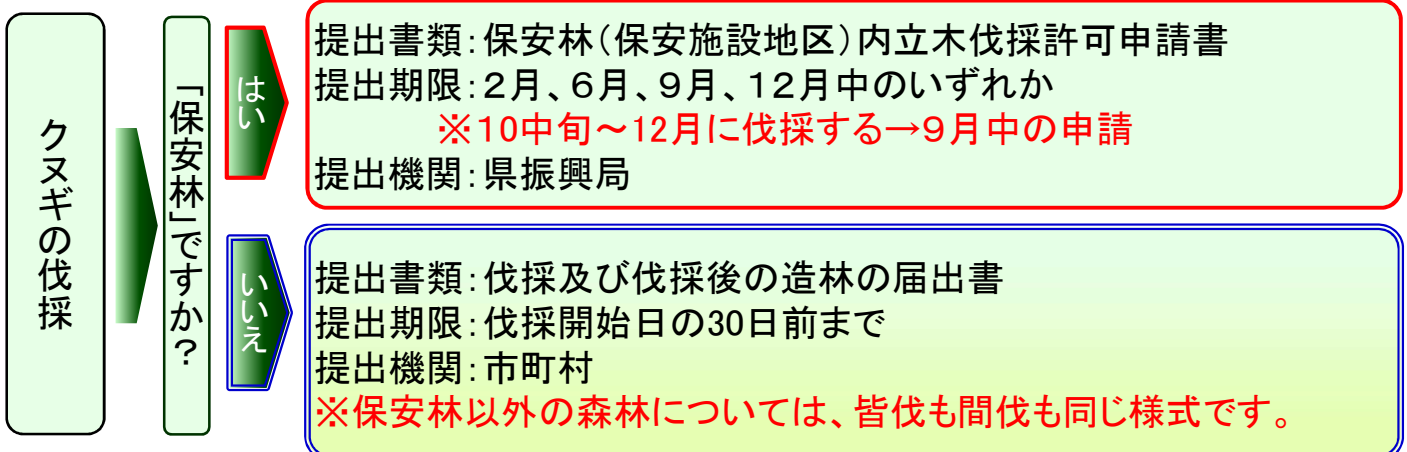 クヌギの伐採
「保安林」ですか？
はい
提出書類：保安林（保安施設地区）内立木伐採許可申請書
提出期限：２月、６月、９月、１２月中のいずれか
※10中旬～12月に伐採する→９月中の申請
提出機関：県振興局
いいえ
提出書類：伐採及び伐採後の造林の届出書
提出期限：伐採開始日の30日前まで
提出機関：市町村
※保安林以外の森林については、皆伐も間伐も同じ様式です。